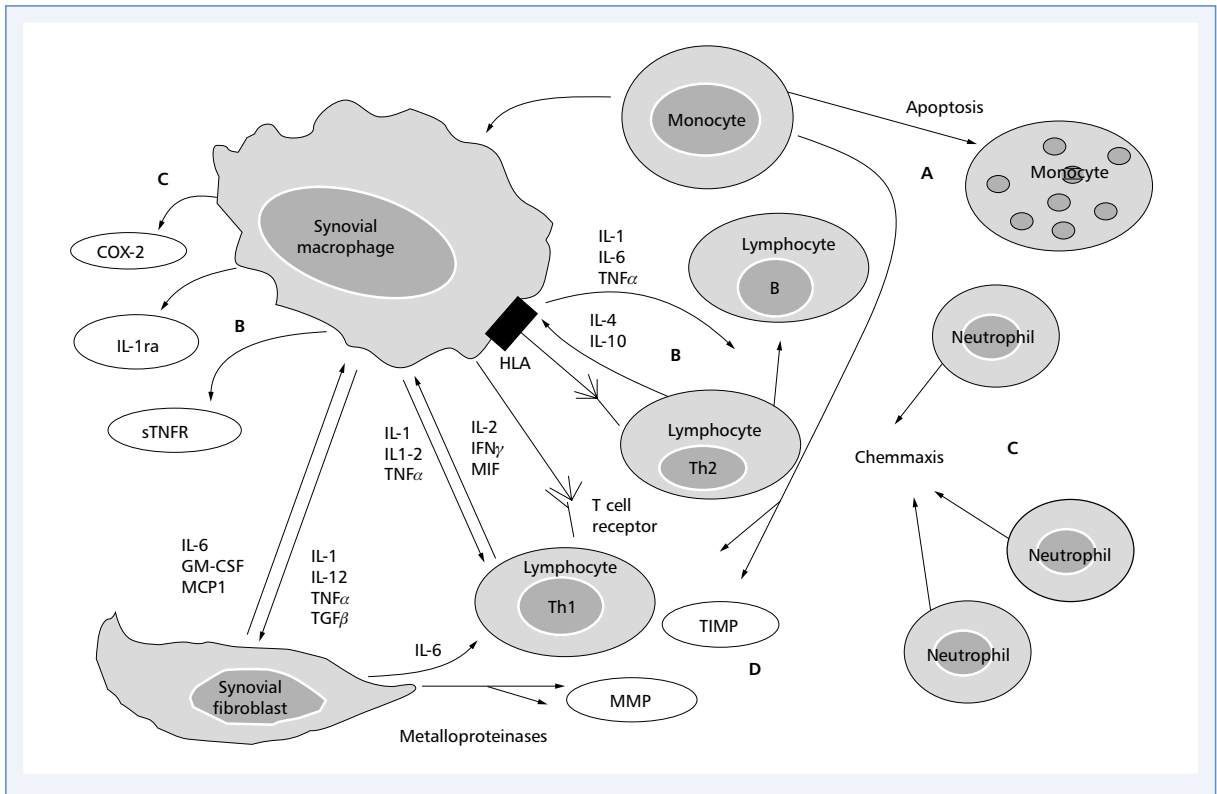 Monocyte
Apoptosis
A
Monocyte
C
Synovial
macrophage
COX-2
IL-1
IL-6
TNFα
Lymphocyte
B
B
IL-1ra
IL-4
IL-10
B
HLA
Neutrophil
sTNFR
IL-1
IL1-2
TNFα
IL-2
IFNγ
MIF
Lymphocyte
Th2
Chemmaxis
C
T cell
receptor
IL-6
GM-CSF
MCP1
IL-1
IL-12
TNFα
TGFβ
Lymphocyte
Th1
Neutrophil
TIMP
IL-6
D
Neutrophil
Synovial
fibroblast
MMP
Metalloproteinases